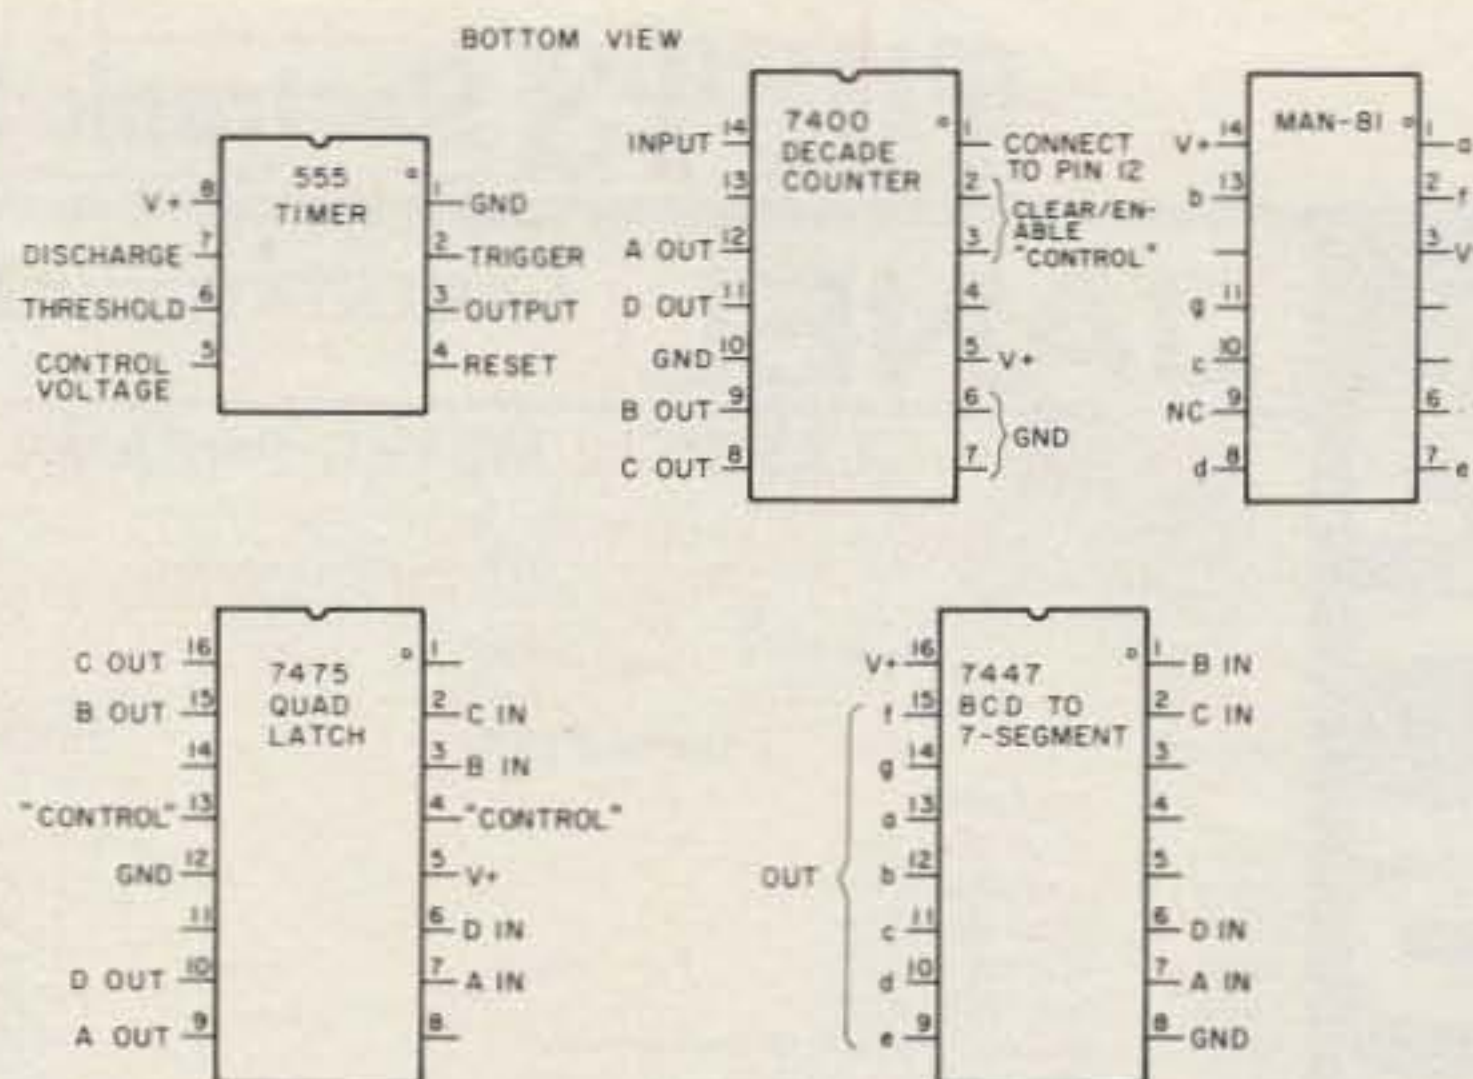 BOTTOM VIEW
555
TIMER
V+ 8
DISCHARGE 7
THRESHOLD 6
CONTROL 5
VOLTAGE
1 GND
2 TRIGGER
3 OUTPUT
4 RESET
7400
DECADE
COUNTER
INPUT 14
13
A OUT 12
D OUT 11
GND 10
B OUT 9
C OUT 8
1 CONNECT
TO PIN 12
2
CLEAR/EN-
ABLE
3 "CONTROL"
4
5 V+
6
GND
7
MAN-81
V+ 14
b 13
g 11
c 10
NC 9
d 8
1 a
2 f
3 V
6
7 e
7475
QUAD
LATCH
C OUT 16
B OUT 15
14
"CONTROL" 13
GND 12
11
D OUT 10
A OUT 9
1
2 C IN
3 B IN
4 "CONTROL"
5 V+
6 D IN
7 A IN
8
7447
BCD TO
7-SEGMENT
V+ 16
f 15
g 14
a 13
OUT b 12
c 11
d 10
e 9
1 B IN
2 C IN
3
4
5
6 D IN
7 A IN
8 GND